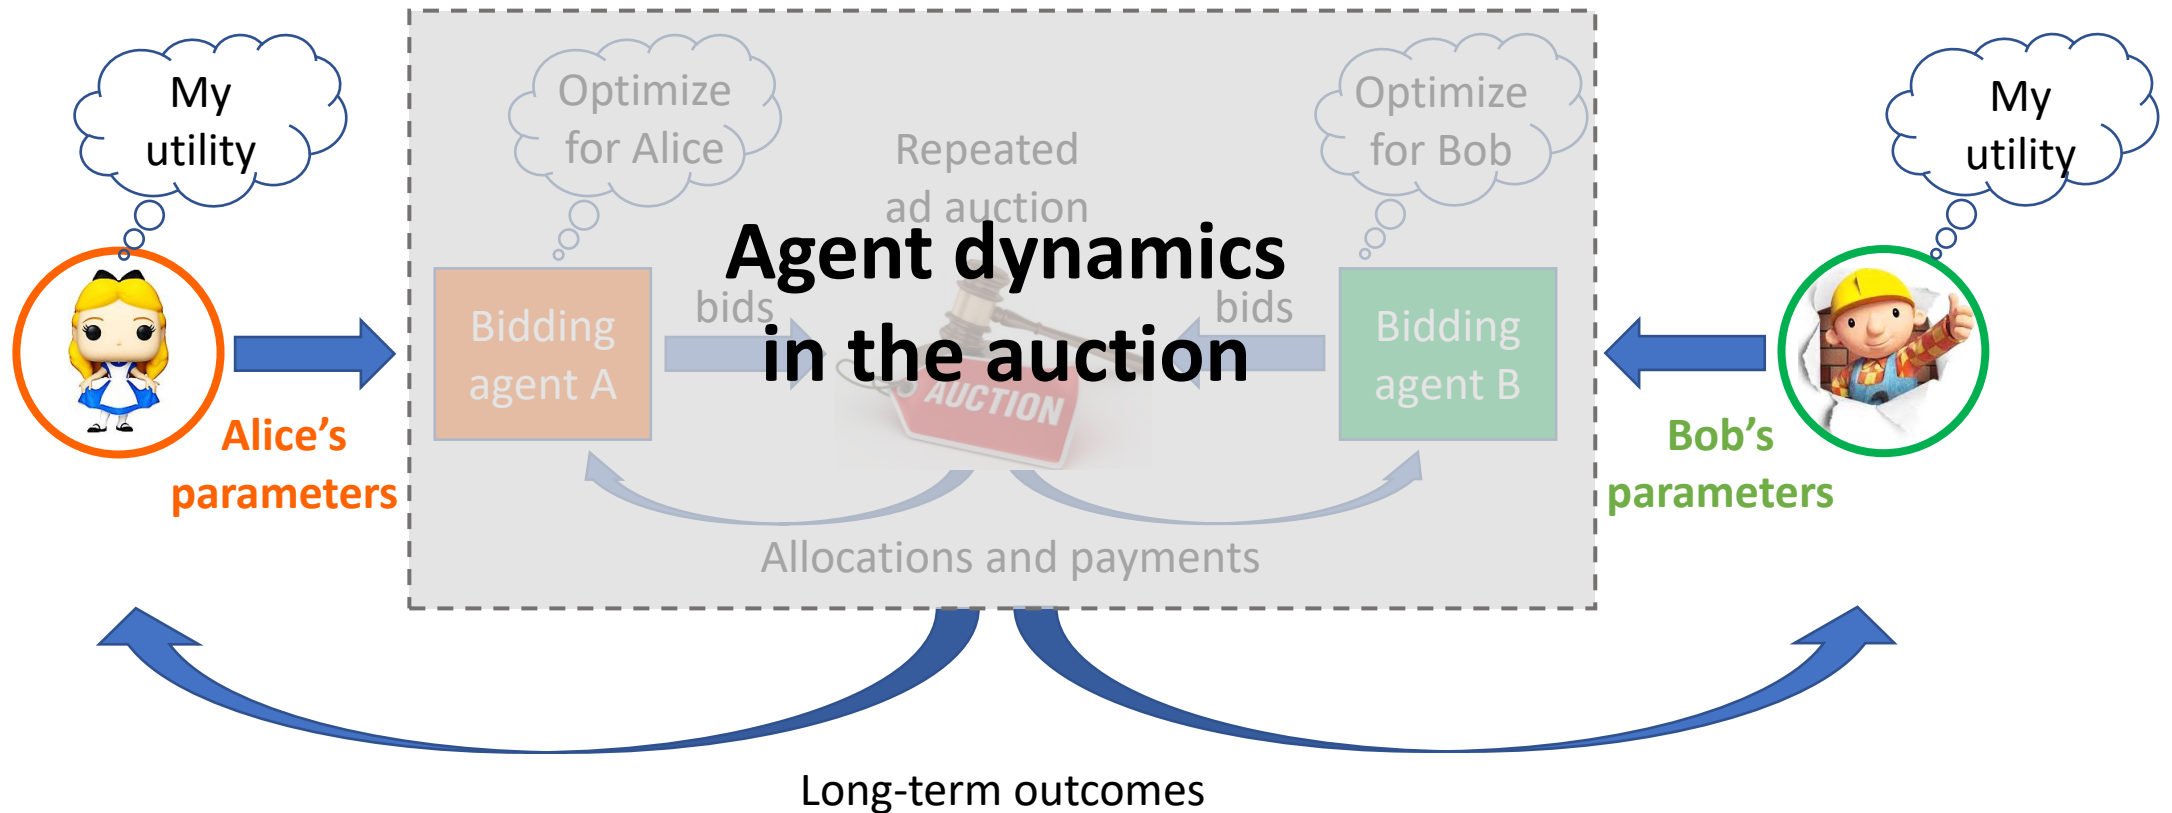 My
utility
Optimize
for Alice
Repeated
ad auction
Optimize
for Bob
My
utility
Agent dynamics
in the auction
Bidding
agent A
bids
AUCTION
bids
Bidding
agent B
Alice’s
parameters
Bob’s
parameters
Allocations and payments
Long-term outcomes